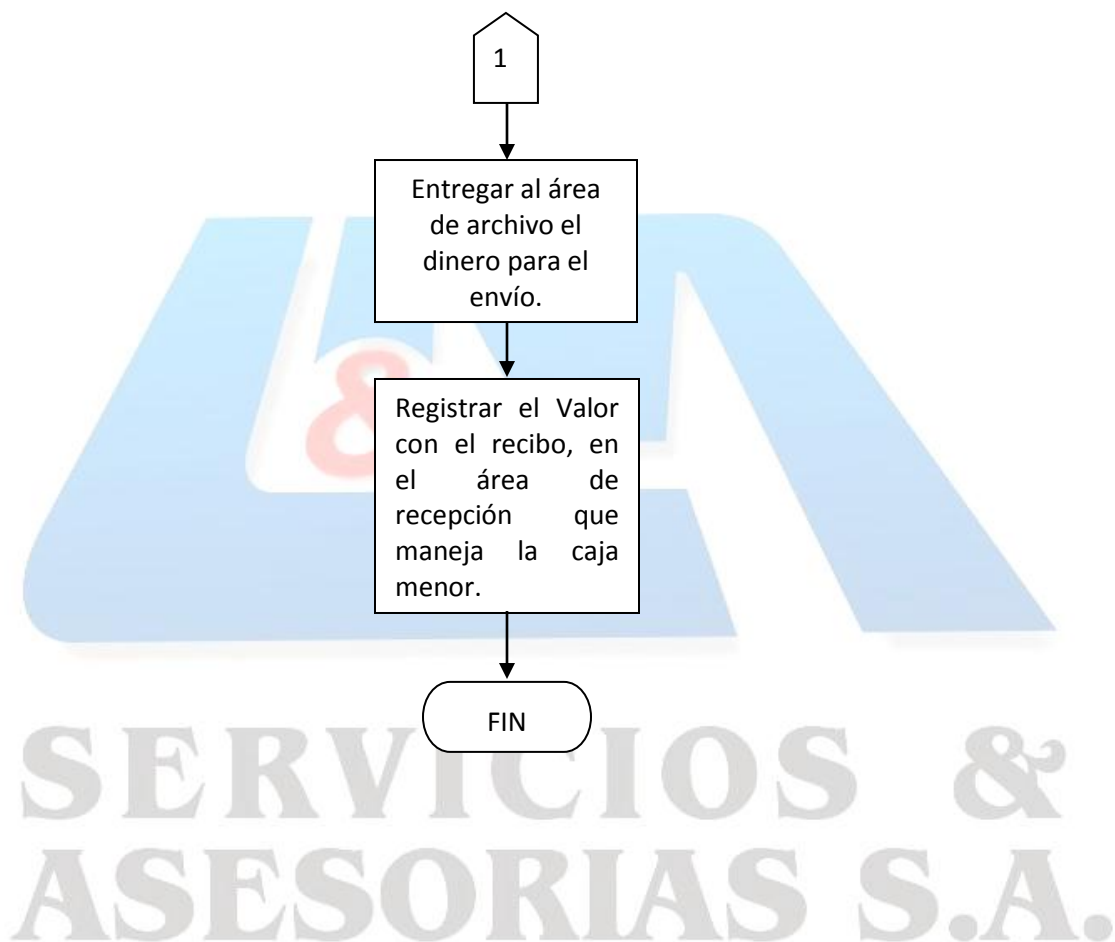 1
Entregar al área
de archivo el
dinero para el
envío.
Registrar el Valor
con el recibo, en
el área de
recepción que
maneja la caja
menor.
FIN
&
SERVICIOS &
ASESORIAS S.A.